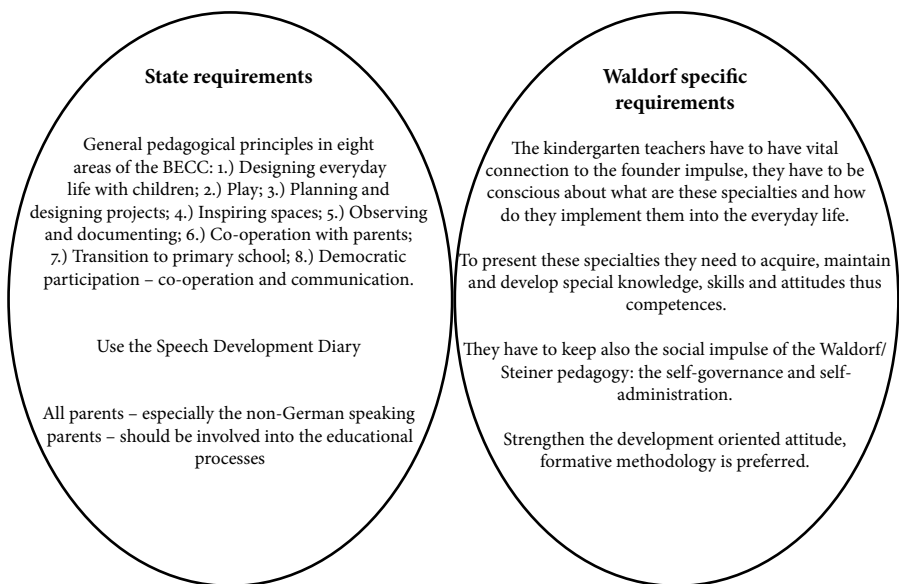 State requirements
General pedagogical principles in eight
areas of the BECC: 1.) Designing everyday
life with children; 2.) Play; 3.) Planning and
designing projects; 4.) Inspiring spaces; 5.) Observing
and documenting; 6.) Co-operation with parents;
7.) Transition to primary school; 8.) Democratic
participation – co-operation and communication.
Use the Speech Development Diary
All parents – especially the non-German speaking
parents – should be involved into the educational
processes
Waldorf specific
requirements
The kindergarten teachers have to have vital
connection to the founder impulse, they have to be
conscious about what are these specialties and how
do they implement them into the everyday life.
To present these specialties they need to acquire, maintain
and develop special knowledge, skills and attitudes thus
competences.
They have to keep also the social impulse of the Waldorf/
Steiner pedagogy: the self-governance and self-
administration.
Strengthen the development oriented attitude,
formative methodology is preferred.